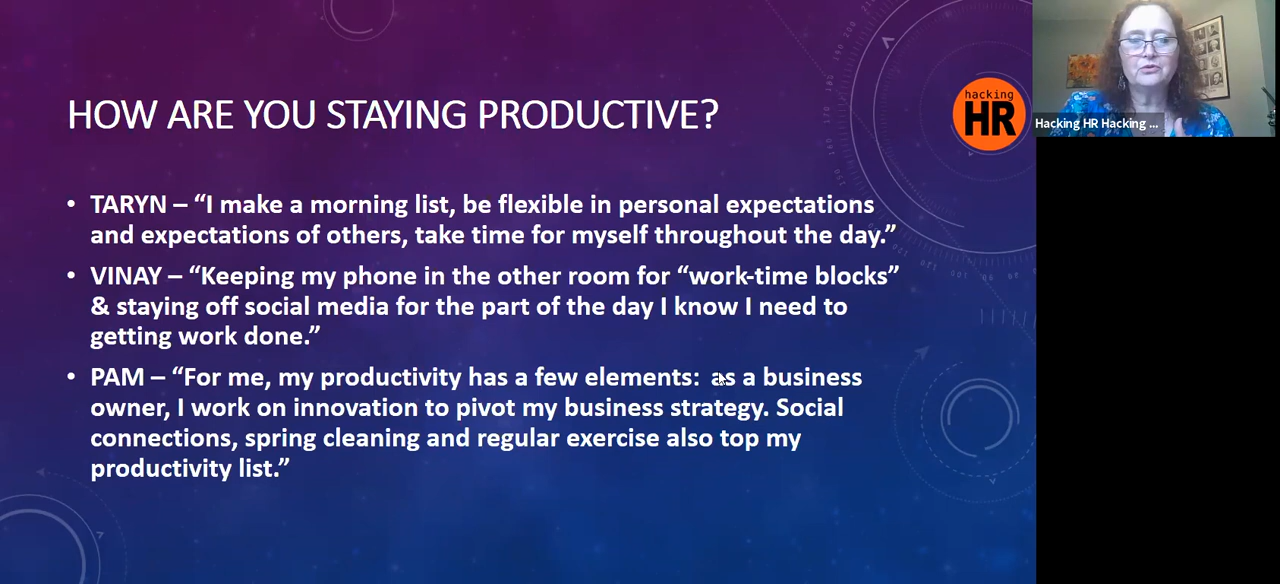 HOW ARE YOU STAYING PRODUCTIVE?
hacking
HR
Hacking HR Hacking ...
• TARYN – “I make a morning list, be flexible in personal expectations
and expectations of others, take time for myself throughout the day.”
• VINAY – “Keeping my phone in the other room for “work-time blocks”
& staying off social media for the part of the day I know I need to
getting work done.”
• PAM – “For me, my productivity has a few elements:  as a business
owner, I work on innovation to pivot my business strategy. Social
connections, spring cleaning and regular exercise also top my
productivity list.”